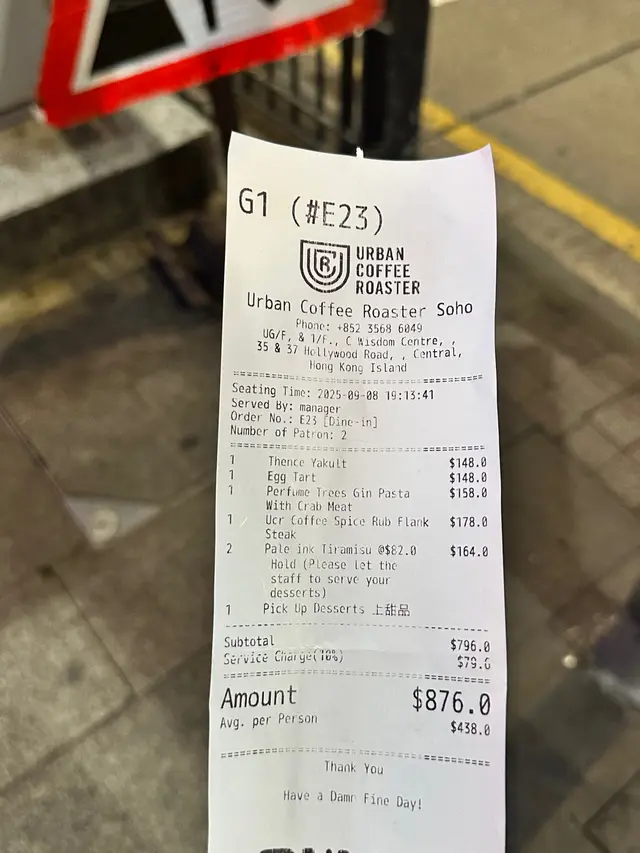 G1 (#E23)
URBAN
COFFEE
ROASTER
Urban Coffee Roaster Soho
Phone: +852 3568 6049
UG/F, & 1/F., C Wisdom Centre, ,
35 & 37 Hollywood Road, , Central,
Hong Kong Island
Seating Time: 2025-09-08 19:13:41
Served By: manager
Order No.: E23 [Dine-in]
Number of Patron: 2
1 Thence Yakult $148.0
1 Egg Tart $148.0
1 Perfume Trees Gin Pasta $158.0
With Crab Meat
1 Ucr Coffee Spice Rub Flank $178.0
Steak
2 Pale ink Tiramisu @$82.0 $164.0
Hold (Please let the
staff to serve your
desserts)
1 Pick Up Desserts 上甜品
Subtotal $796.0
Service Charge(10%) $79.6
Amount $876.0
Avg. per Person $438.0
Thank You
Have a Damn Fine Day!